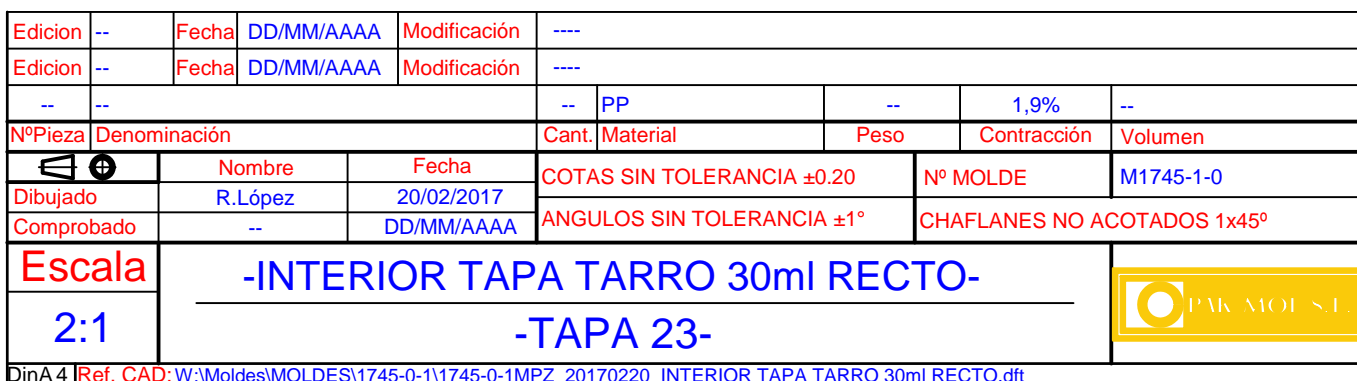 Edicion -- Fecha DD/MM/AAAA Modificación ----
Edicion -- Fecha DD/MM/AAAA Modificación ----
-- -- -- PP -- 1,9% --
NºPieza Denominación Cant. Material Peso Contracción Volumen
Nombre Fecha COTAS SIN TOLERANCIA ±0.20 Nº MOLDE M1745-1-0
Dibujado R.López 20/02/2017
Comprobado -- DD/MM/AAAA ANGULOS SIN TOLERANCIA ±1° CHAFLANES NO ACOTADOS 1x45º
Escala -INTERIOR TAPA TARRO 30ml RECTO-
2:1 -TAPA 23-
DinA 4 Ref. CAD: W:\Moldes\MOLDES\1745-0-1\1745-0-1MPZ_20170220_INTERIOR TAPA TARRO 30ml RECTO.dft